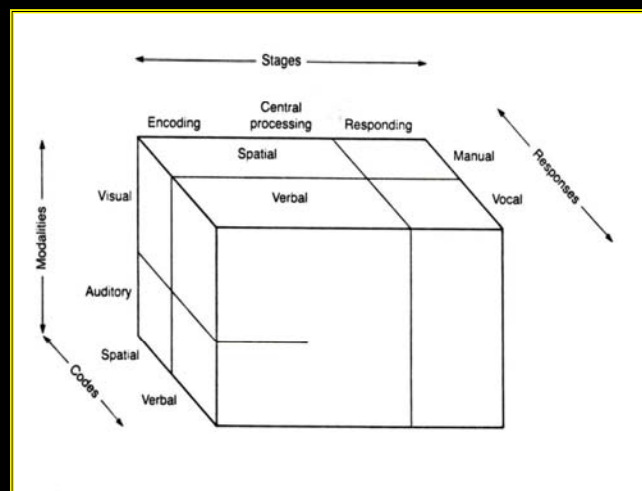 Stages
Central
processing
Encoding
Responding
Spatial
Manual
Visual
Verbal
Vocal
Responses
Modalities
Auditory
Spatial
Codes
Verbal